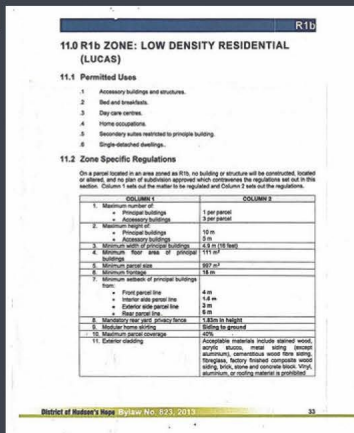 R1b
11.0 R1b ZONE: LOW DENSITY RESIDENTIAL
(LUCAS)
11.1 Permitted Uses
.1 Accessory buildings and structures.
.2 Bed and breakfasts.
.3 Day care centres.
.4 Home occupations.
.5 Secondary suites restricted to principle building.
.6 Single-detached dwellings.
11.2 Zone Specific Regulations
On a parcel located in an area zoned as R1b, no building or structure will be constructed, located
or altered, and no plan of subdivision approved which contravenes the regulations set out in this
section. Column 1 sets out the matter to be regulated and Column 2 sets out the regulations.
COLUMN 1 COLUMN 2
1. Maximum number of:
• Principal buildings 1 per parcel
• Accessory buildings 3 per parcel
2. Maximum height of:
• Principal buildings 10 m
• Accessory buildings 5 m
3. Minimum width of principal buildings 4.9 m (16 feet)
4. Minimum floor area of principal 111 m²
buildings
5. Minimum parcel size 997 m²
6. Minimum frontage 15 m
7. Minimum setback of principal buildings
from:
• Front parcel line 4 m
• Interior side parcel line 1.5 m
• Exterior side parcel line 3 m
• Rear parcel line. 6 m
8. Mandatory rear yard privacy fence 1.83m in height
9. Modular home skirting Siding to ground
10. Maximum parcel coverage 40%
11. Exterior cladding Acceptable materials include stained wood,
acrylic stucco, metal siding (except
aluminium), cementitious wood fibre siding,
fibreglass, factory finished composite wood
siding, brick, stone and concrete block. Vinyl,
aluminium, or roofing material is prohibited
District of Hudson's Hope Bylaw No. 823, 2013 33